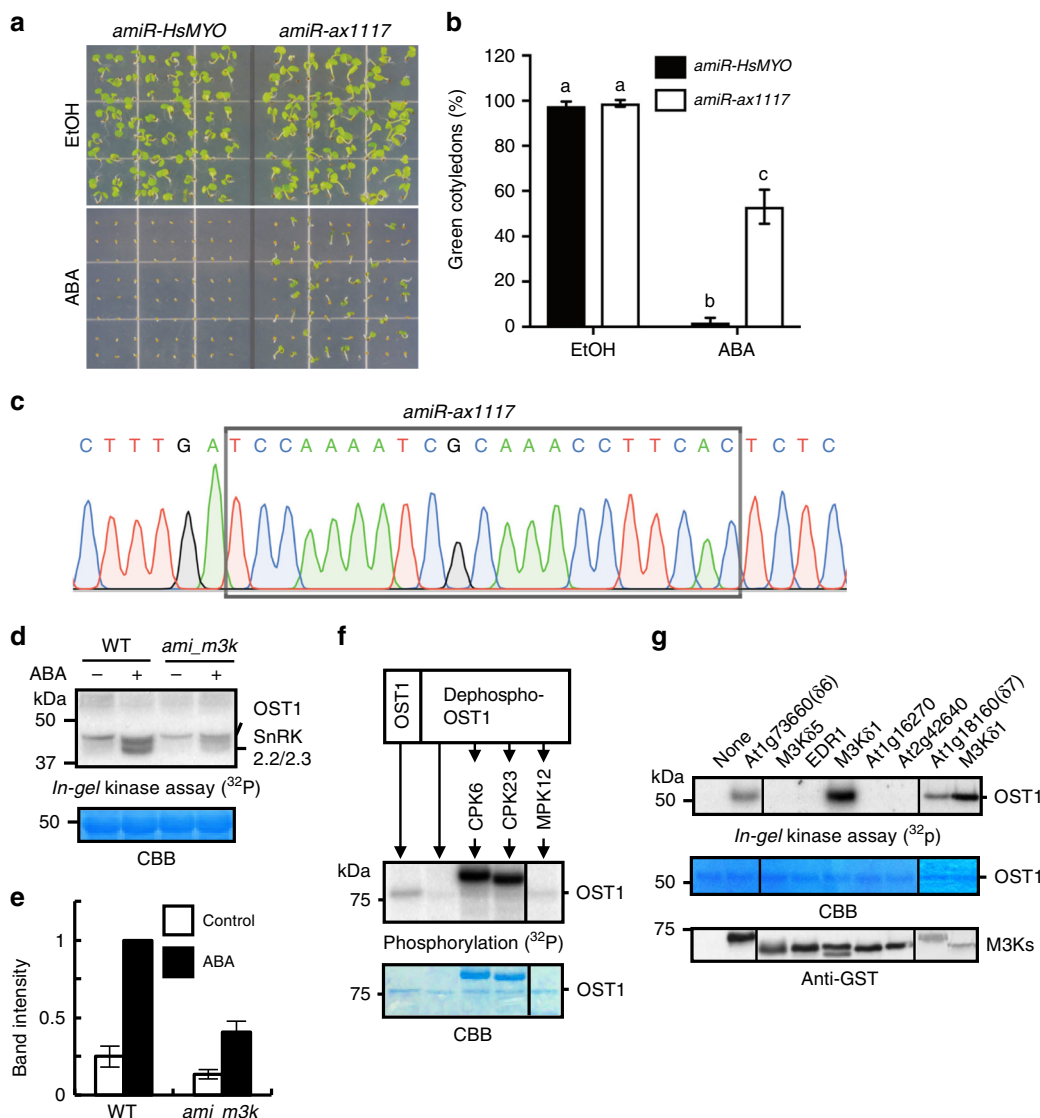 a
amiR-HsMYO amiR-ax1117
EtOH
ABA
b
Green cotyledons (%)
120
100
80
60
40
20
0
a a
b
c
amiR-HsMYO
amiR-ax1117
EtOH ABA
c
amiR-ax1117
C T T T G A T C C A A A A T C G C A A A C C T T C A C T C T C
d
WT ami_m3k
ABA − + − +
kDa
50
37
OST1
SnRK
2.2/2.3
In-gel kinase assay (32P)
50
CBB
e
Band intensity
1
0.5
0
Control
ABA
WT ami_m3k
f
OST1
Dephospho-
OST1
CPK6
CPK23
MPK12
kDa
75
OST1
Phosphorylation (32P)
75
OST1
CBB
g
None
At1g73660(δ6)
M3Kδ5
EDR1
M3Kδ1
At1g16270
At2g42640
At1g18160(δ7)
M3Kδ1
kDa
50
OST1
In-gel kinase assay (32p)
50
OST1
CBB
75
M3Ks
Anti-GST